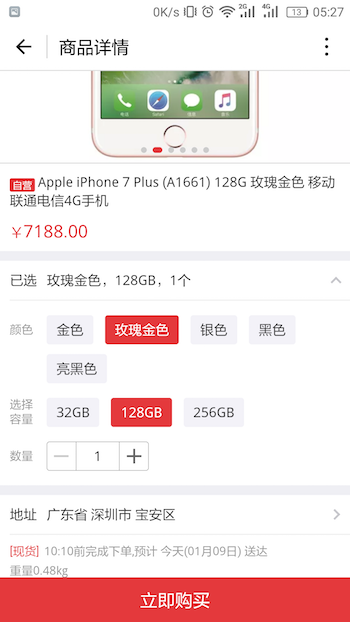 0K/s 2G 4G 13 05:27
商品详情
电话 Safari 信息 音乐
自营 Apple iPhone 7 Plus (A1661) 128G 玫瑰金色 移动
联通电信4G手机
￥7188.00
已选 玫瑰金色，128GB，1个
颜色 金色 玫瑰金色 银色 黑色
亮黑色
选择
容量 32GB 128GB 256GB
数量 1
地址 广东省 深圳市 宝安区
[现货] 10:10前完成下单,预计 今天(01月09日) 送达
重量0.48kg
立即购买